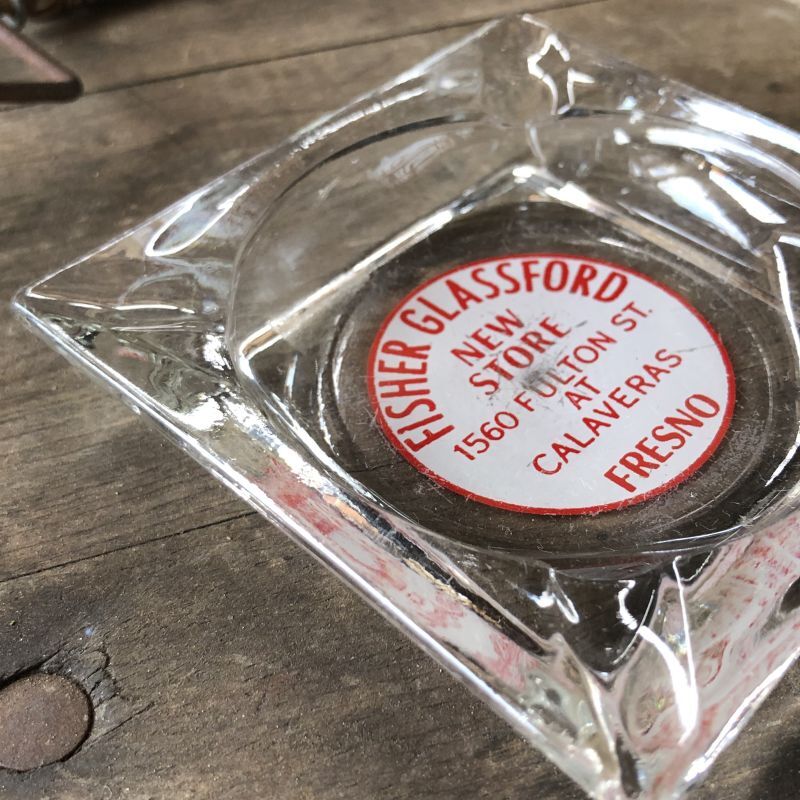 FISHER GLASSFORD
NEW
STORE
1560 FULTON ST.
AT
CALAVERAS
FRESNO